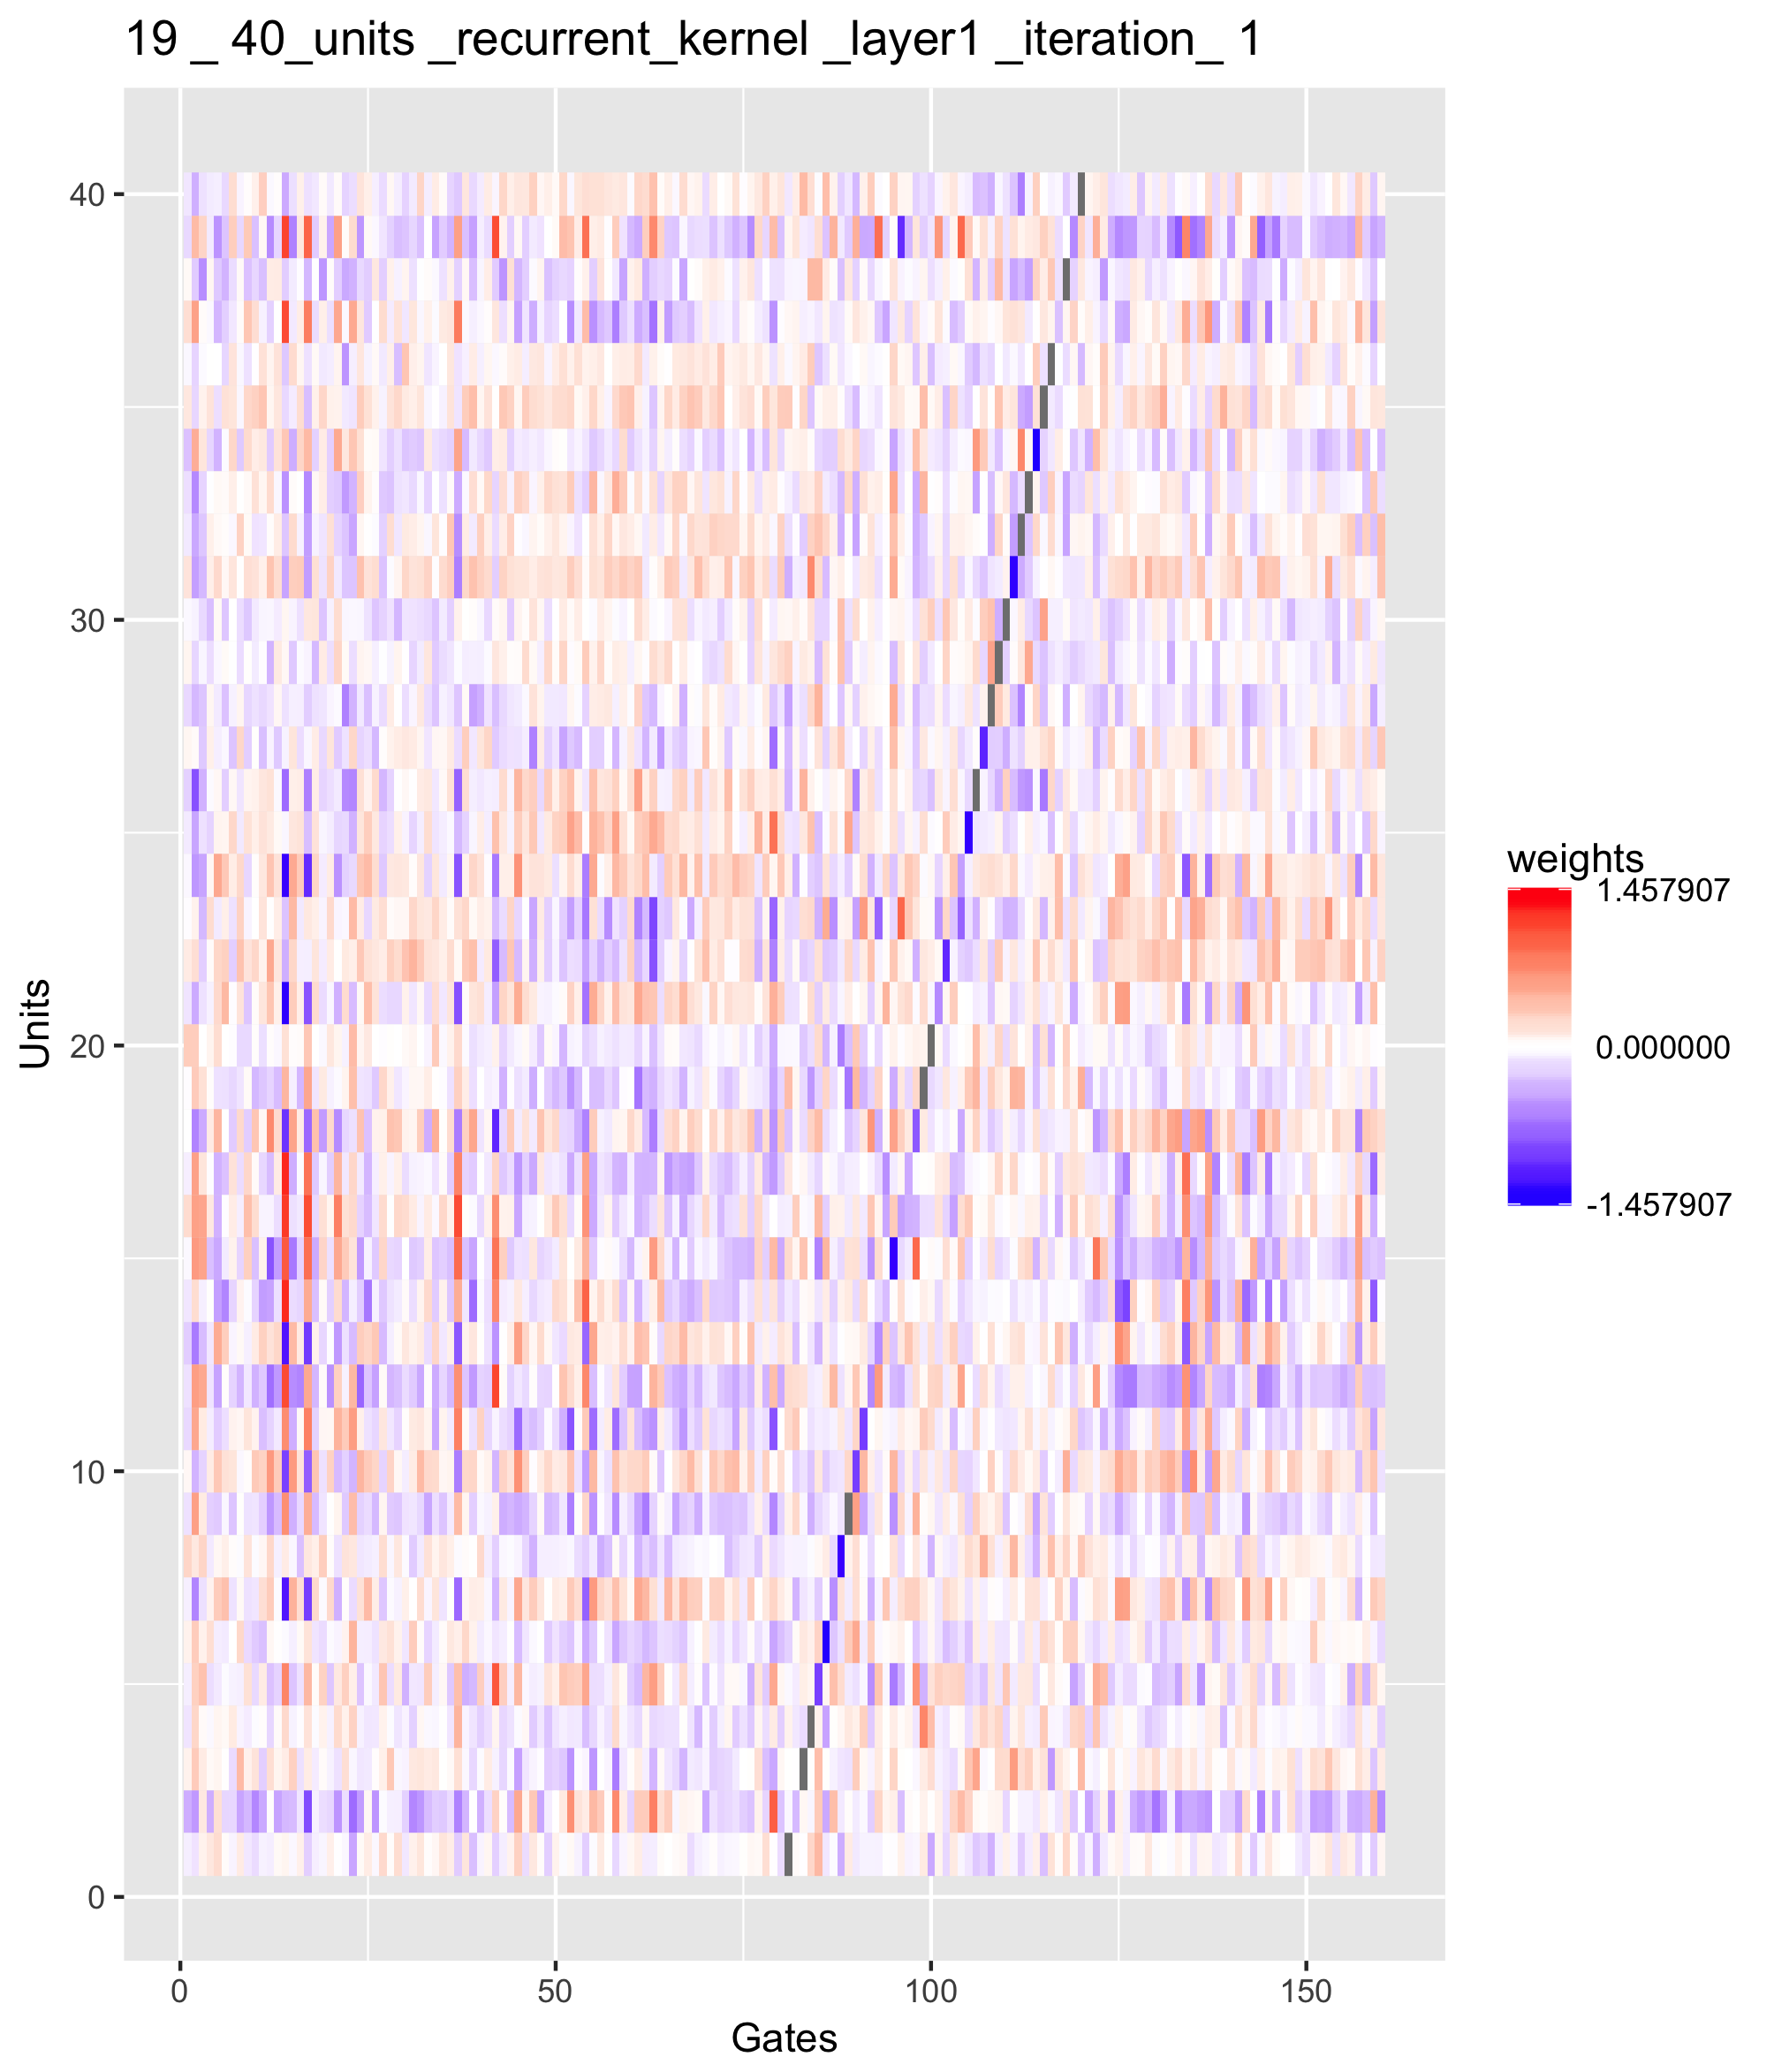 19 _ 40_units _recurrent_kernel _layer1 _iteration_ 1
40
30
20
10
0
Units
0 50 100 150
Gates
weights
1.457907
0.000000
-1.457907